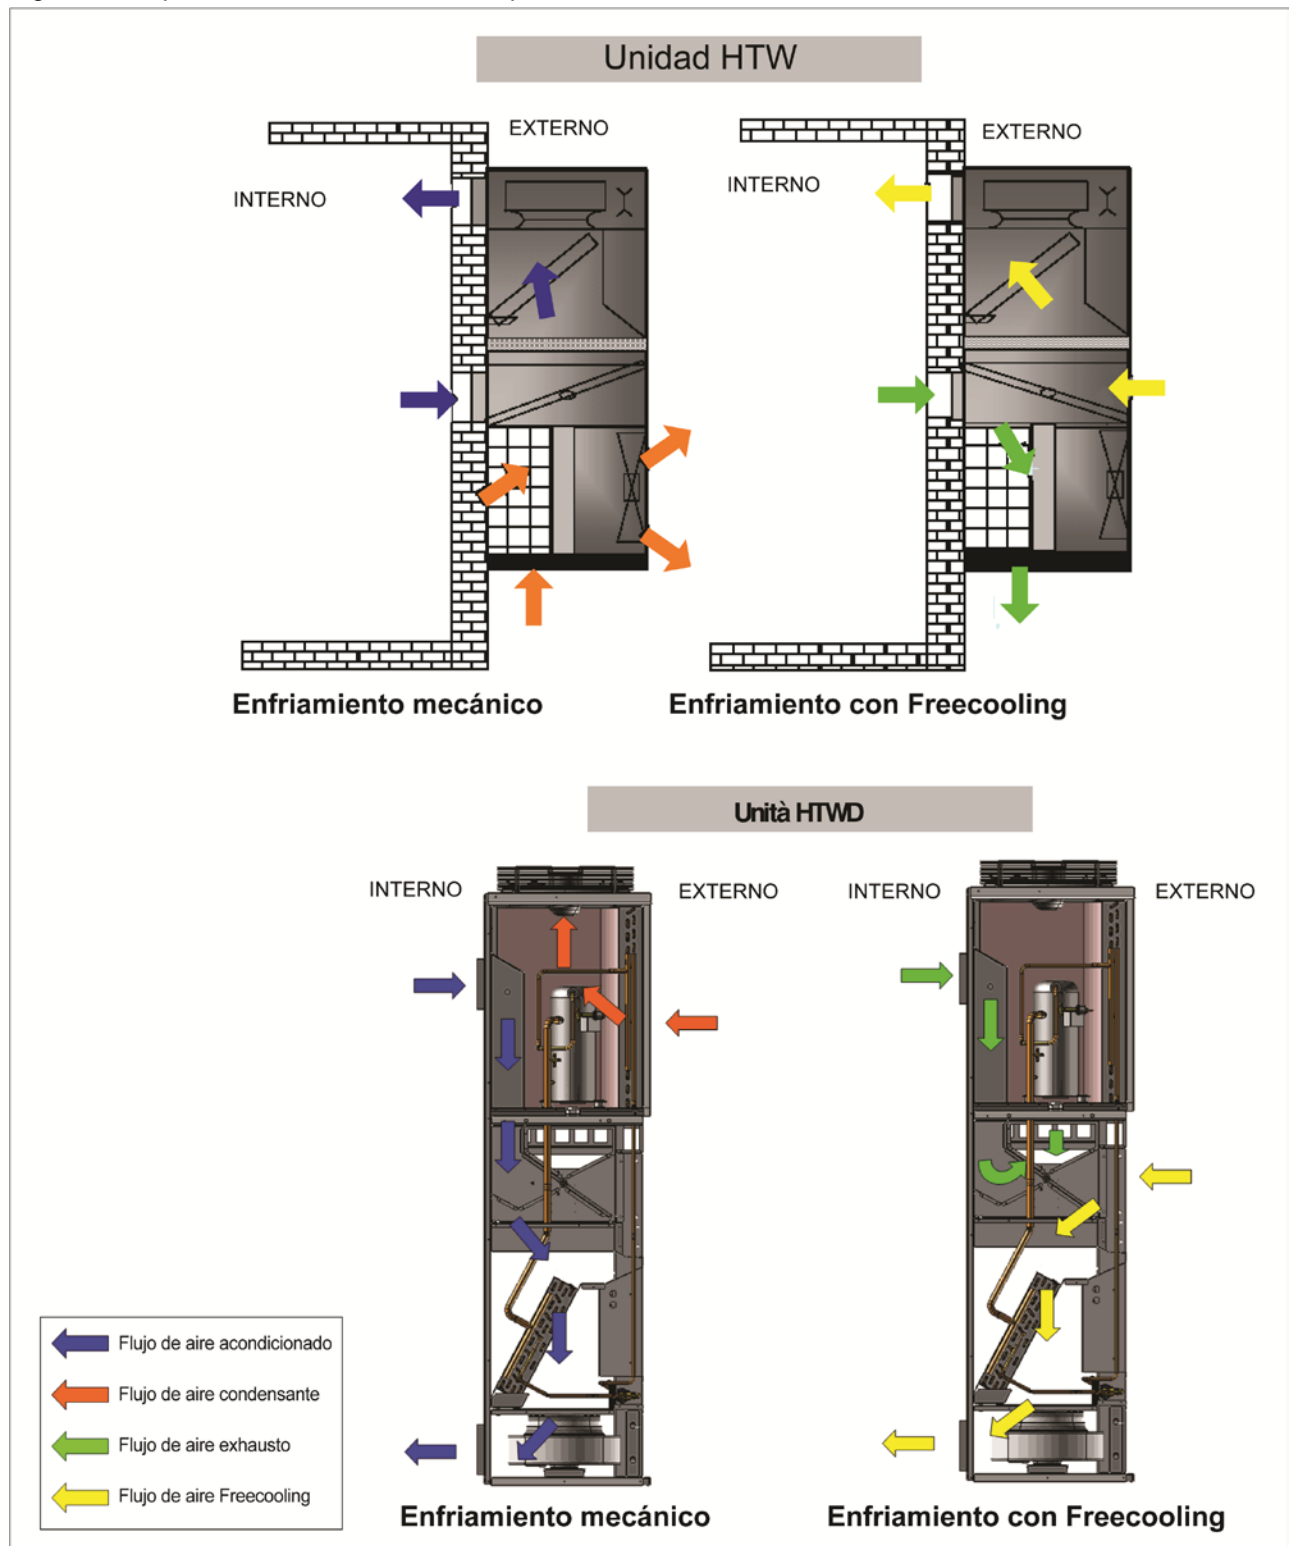 Unidad HTW
EXTERNO
EXTERNO
INTERNO
INTERNO
Enfriamiento mecánico
Enfriamiento con Freecooling
Unità HTWD
INTERNO
EXTERNO
INTERNO
EXTERNO
Flujo de aire acondicionado
Flujo de aire condensante
Flujo de aire exhausto
Flujo de aire Freecooling
Enfriamiento mecánico
Enfriamiento con Freecooling